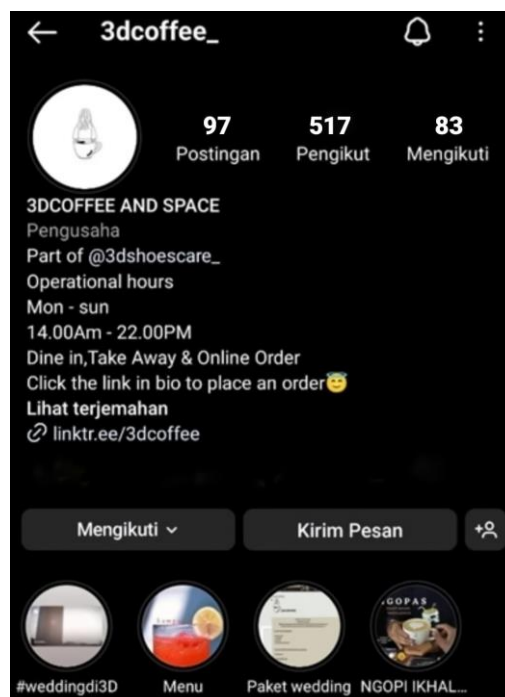 3dcoffee_
97 517 83
Postingan Pengikut Mengikuti
3DCOFFEE AND SPACE
Pengusaha
Part of @3dshoescare_
Operational hours
Mon - sun
14.00Am - 22.00PM
Dine in,Take Away & Online Order
Click the link in bio to place an order😇
Lihat terjemahan
linktr.ee/3dcoffee
Mengikuti Kirim Pesan
GOPAS
#weddingdi3D Menu Paket wedding NGOPI IKHAL...